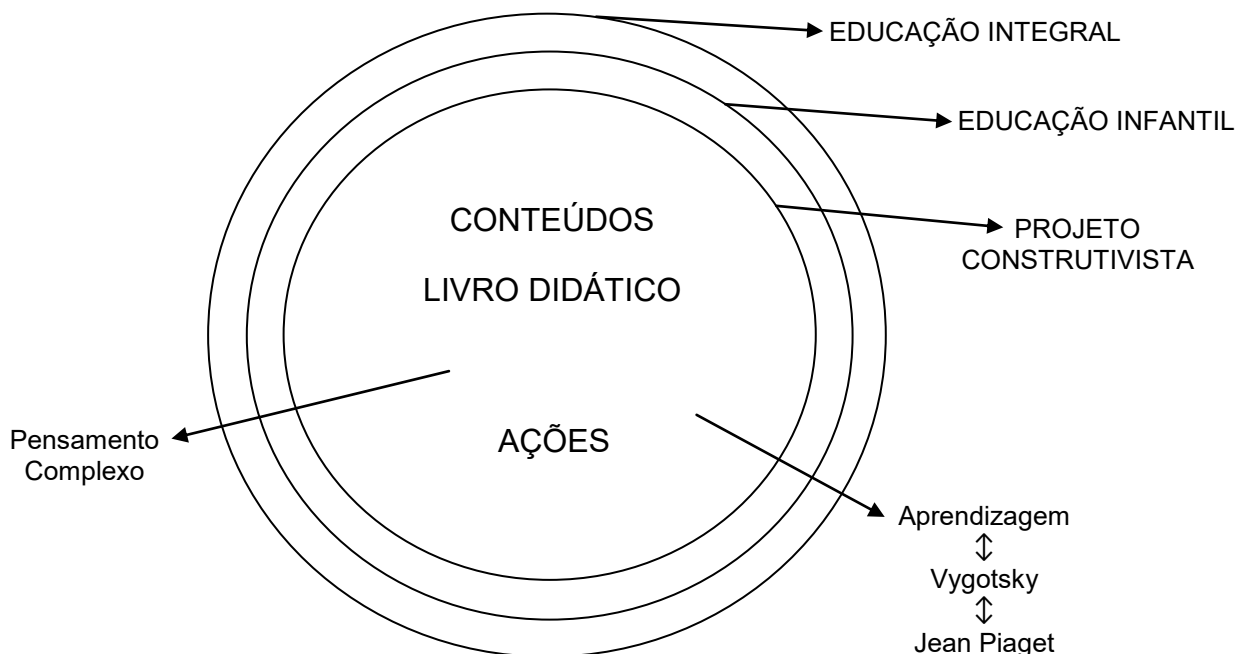 EDUCAÇÃO INTEGRAL
EDUCAÇÃO INFANTIL
PROJETO
CONSTRUTIVISTA
CONTEÚDOS
LIVRO DIDÁTICO
AÇÕES
Pensamento
Complexo
Aprendizagem
Vygotsky
Jean Piaget